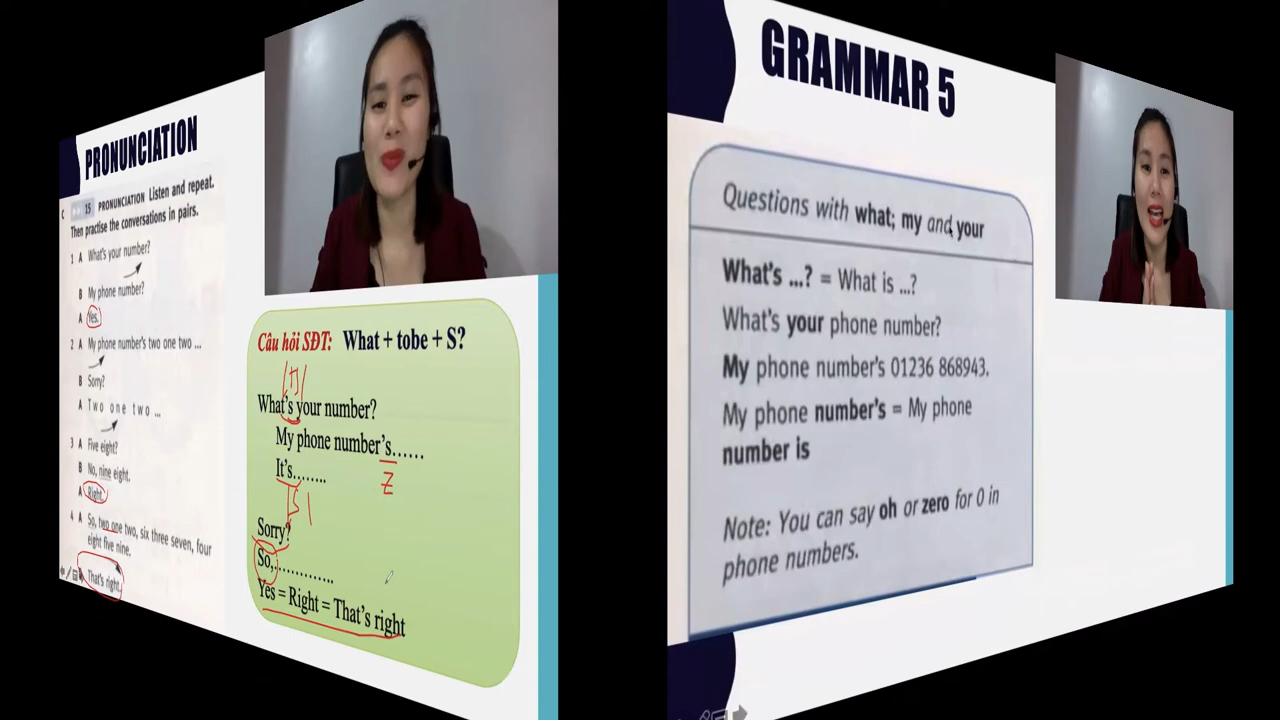 PRONUNCIATION
C 15 PRONUNCIATION Listen and repeat.
Then practise the conversations in pairs.
1 A What's your number?
B My phone number?
A Yes.
2 A My phone number's two one two ...
B Sorry?
A Two one two ...
3 A Five eight?
B No, nine eight.
A Right.
4 A So, two one two, six three seven, four
eight five nine.
That's right.
Câu hỏi SĐT: What + tobe + S?
What's your number?
My phone number's......
Z
It's........
Sorry?
So,.............
Yes = Right = That's right
GRAMMAR 5
Questions with what; my and your
What's ...? = What is ...?
What's your phone number?
My phone number's 01236 868943.
My phone number's = My phone
number is
Note: You can say oh or zero for 0 in
phone numbers.